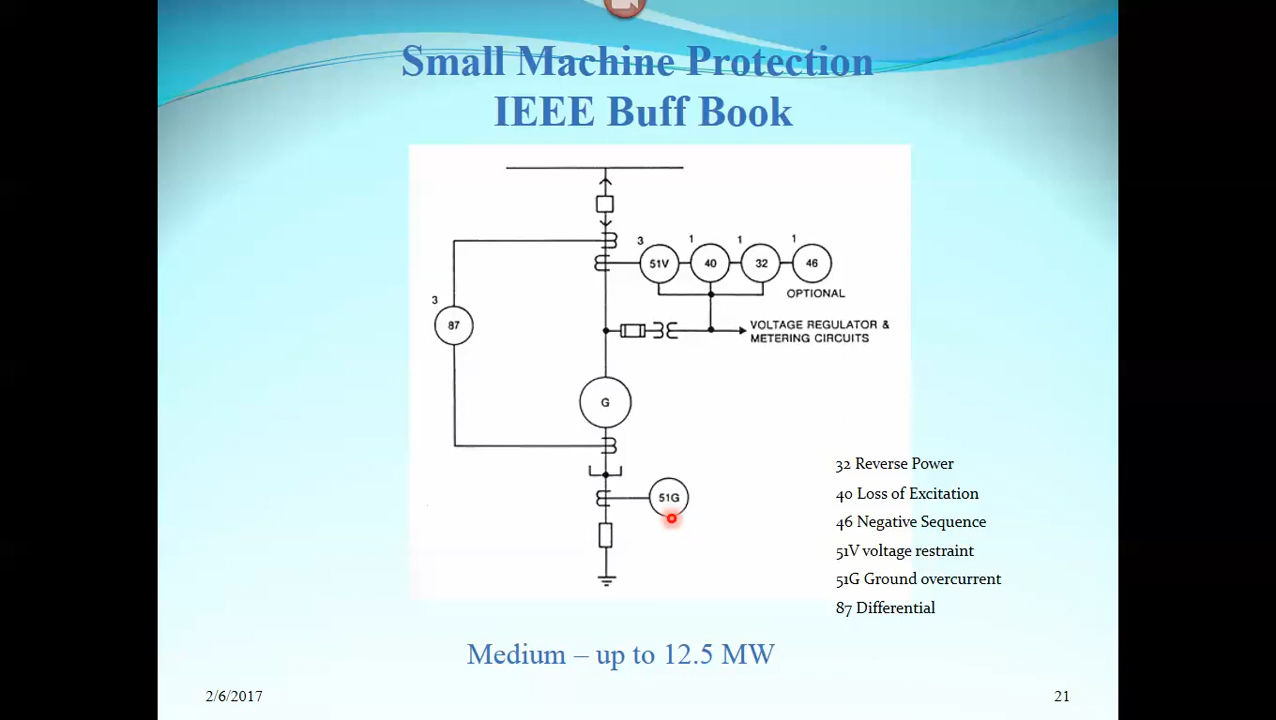 Small Machine Protection
IEEE Buff Book
3
1
1
1
51V
40
32
46
OPTIONAL
3
87
VOLTAGE REGULATOR &
METERING CIRCUITS
G
51G
32 Reverse Power
40 Loss of Excitation
46 Negative Sequence
51V voltage restraint
51G Ground overcurrent
87 Differential
Medium – up to 12.5 MW
2/6/2017
21